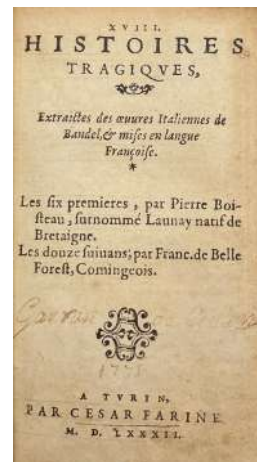 XVIII.
HISTOIRES
TRAGIQVES,
Extraictes des œuures Italiennes de
Bandel, & mises en langue
Françoise.
*
Les six premieres, par Pierre Boi-
steau, surnommé Launay natif de
Bretaigne.
Les douze suiuans, par Franc. de Belle
Forest, Comingeois.
A TVRIN,
PAR CESAR FARINE
M. D. LXXXII.